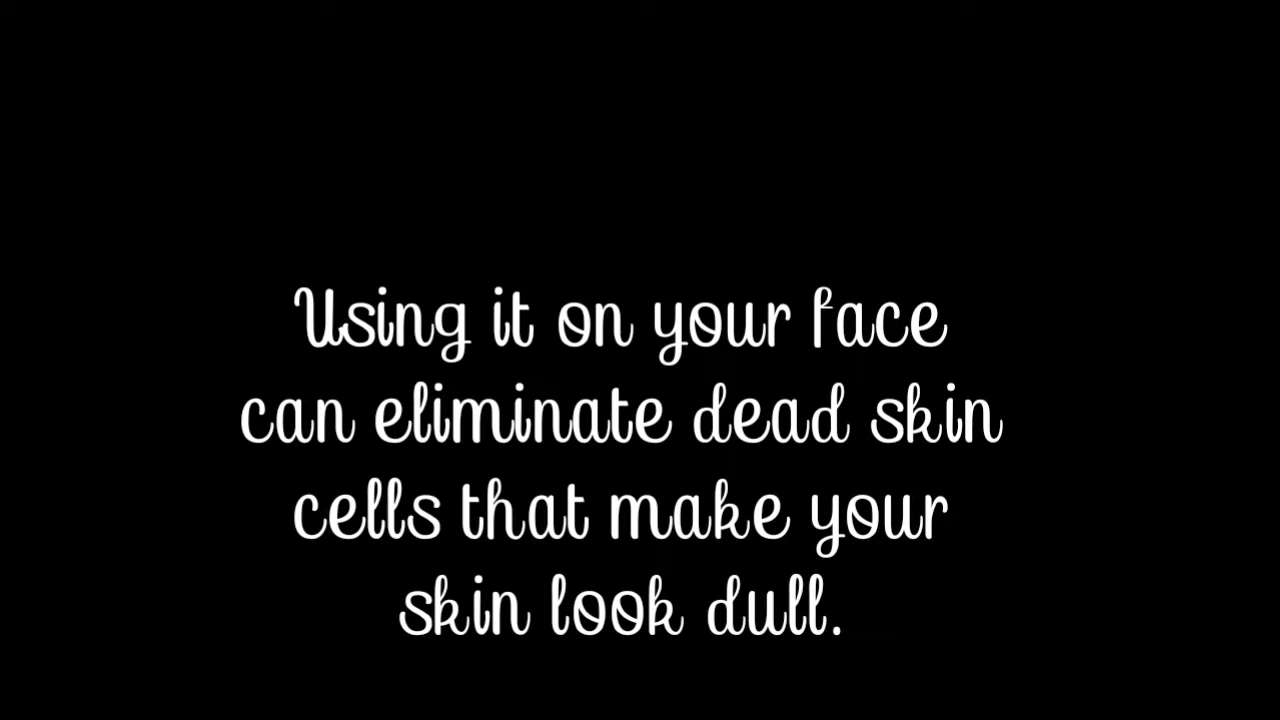 Using it on your face
can eliminate dead skin
cells that make your
skin look dull.